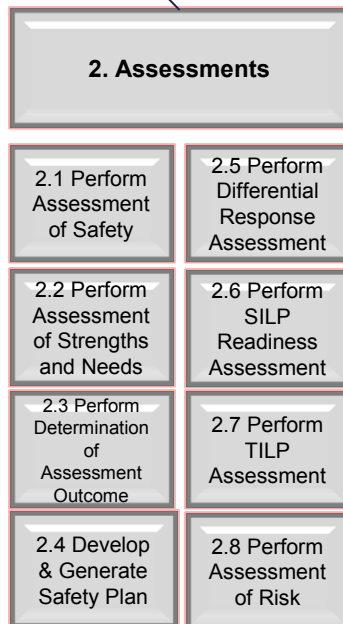 2. Assessments
2.1 Perform
Assessment
of Safety
2.2 Perform
Assessment
of Strengths
and Needs
2.3 Perform
Determination
of
Assessment
Outcome
2.4 Develop
& Generate
Safety Plan
2.5 Perform
Differential
Response
Assessment
2.6 Perform
SILP
Readiness
Assessment
2.7 Perform
TILP
Assessment
2.8 Perform
Assessment
of Risk